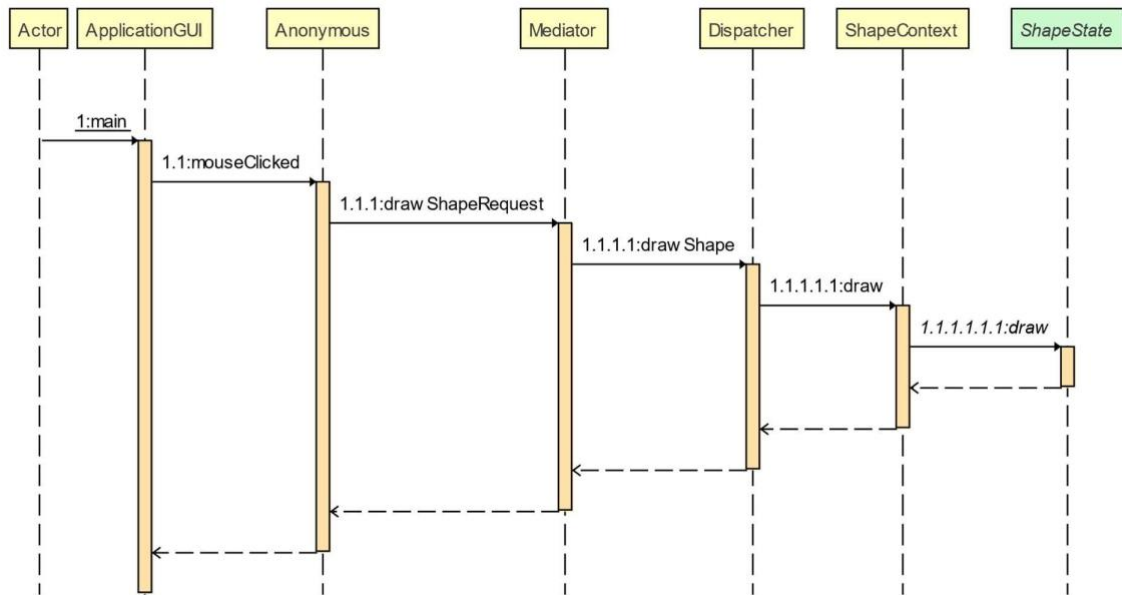 Actor
ApplicationGUI
Anonymous
Mediator
Dispatcher
ShapeContext
ShapeState
1:main
1.1:mouseClicked
1.1.1:draw ShapeRequest
1.1.1.1:draw Shape
1.1.1.1.1:draw
1.1.1.1.1.1:draw